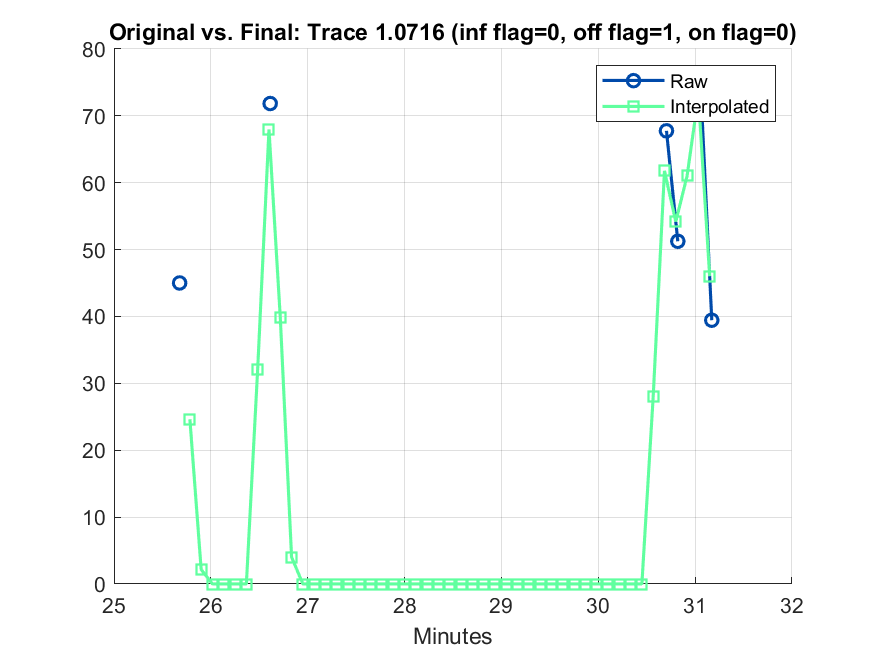 Original vs. Final: Trace 1.0716 (inf flag=0, off flag=1, on flag=0)
80
70
60
50
40
30
20
10
0
Raw
Interpolated
25 26 27 28 29 30 31 32
Minutes